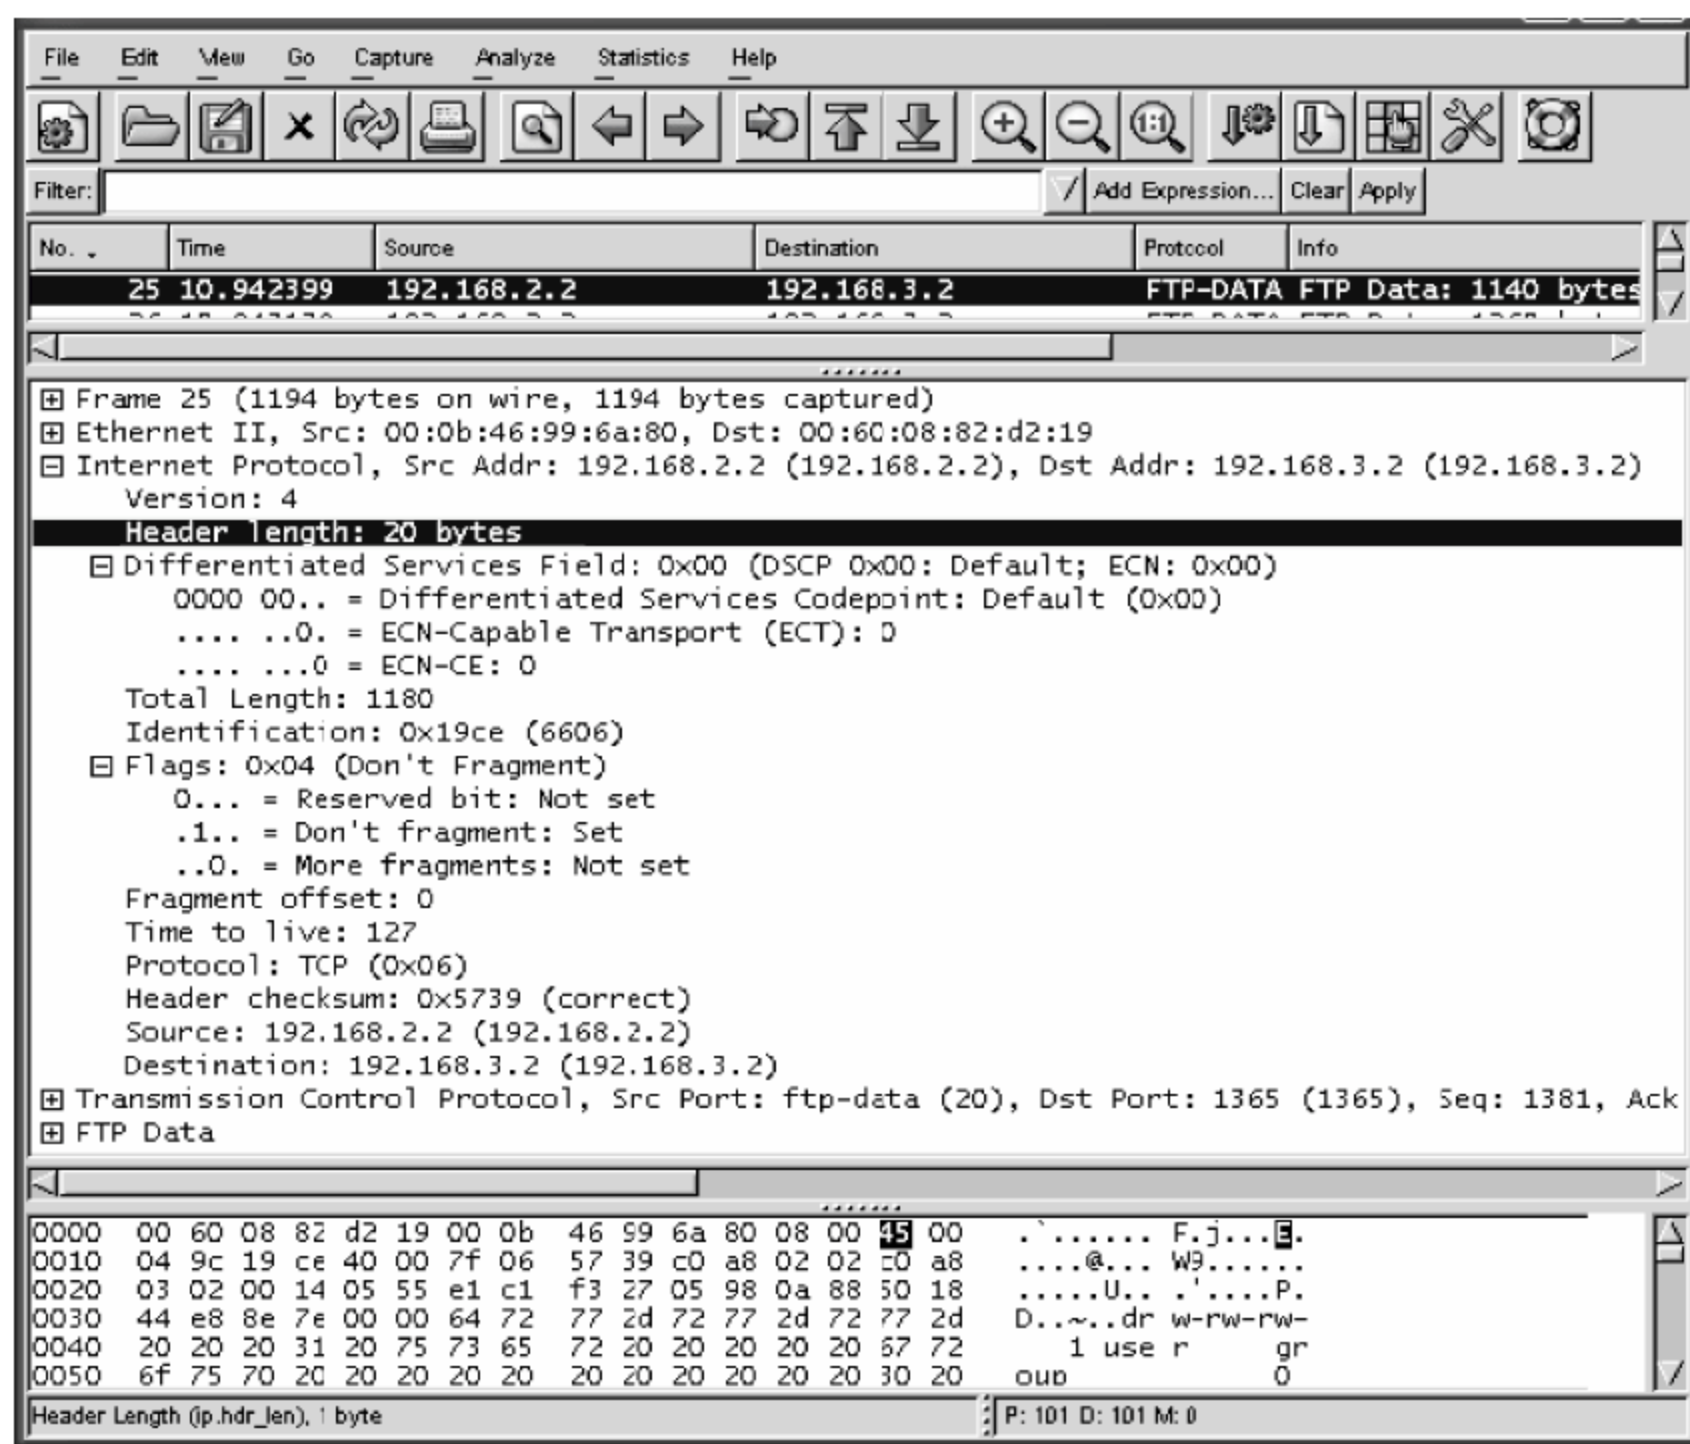 File Edit View Go Capture Analyze Statistics Help
Filter: Add Expression... Clear Apply
No. . Time Source Destination Protocol Info
25 10.942399 192.168.2.2 192.168.3.2 FTP-DATA FTP Data: 1140 bytes
Frame 25 (1194 bytes on wire, 1194 bytes captured)
Ethernet II, Src: 00:0b:46:99:6a:80, Dst: 00:60:08:82:d2:19
Internet Protocol, Src Addr: 192.168.2.2 (192.168.2.2), Dst Addr: 192.168.3.2 (192.168.3.2)
Version: 4
Header length: 20 bytes
Differentiated Services Field: 0x00 (DSCP 0x00: Default; ECN: 0x00)
0000 00.. = Differentiated Services Codepoint: Default (0x00)
.... ..0. = ECN-Capable Transport (ECT): 0
.... ...0 = ECN-CE: 0
Total Length: 1180
Identification: 0x19ce (6606)
Flags: 0x04 (Don't Fragment)
0... = Reserved bit: Not set
.1.. = Don't fragment: Set
..0. = More fragments: Not set
Fragment offset: 0
Time to live: 127
Protocol: TCP (0x06)
Header checksum: 0x5739 (correct)
Source: 192.168.2.2 (192.168.2.2)
Destination: 192.168.3.2 (192.168.3.2)
Transmission Control Protocol, Src Port: ftp-data (20), Dst Port: 1365 (1365), Seq: 1381, Ack
FTP Data
0000 00 60 08 82 d2 19 00 0b 46 99 6a 80 08 00 45 00 .`...... F.j...E.
0010 04 9c 19 ce 40 00 7f 06 57 39 c0 a8 02 02 c0 a8 ....@... W9......
0020 03 02 00 14 05 55 e1 c1 f3 27 05 98 0a 88 50 18 .....U.. .'....P.
0030 44 e8 8e 7e 00 00 64 72 77 2d 72 77 2d 72 77 2d D..~..dr w-rw-rw-
0040 20 20 20 31 20 75 73 65 72 20 20 20 20 20 67 72 1 use r gr
0050 6f 75 70 20 20 20 20 20 20 20 20 20 20 20 30 20 oup 0
Header Length (ip.hdr_len), 1 byte P: 101 D: 101 M: 0